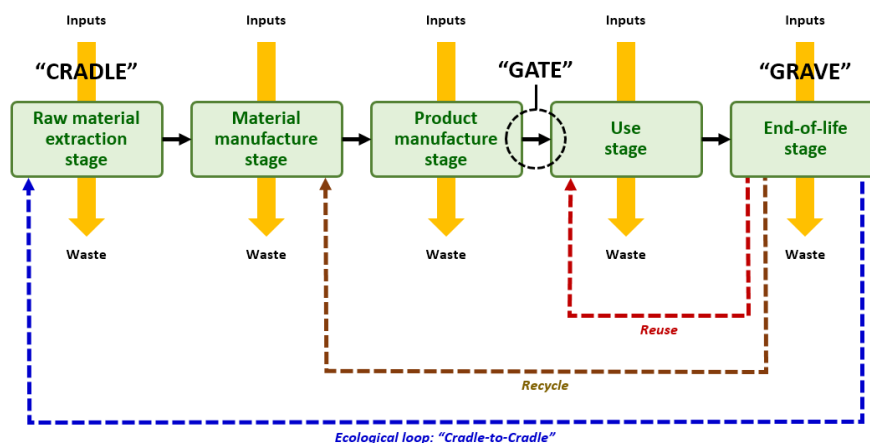 Inputs
Inputs
Inputs
Inputs
Inputs
“CRADLE”
“GATE”
“GRAVE”
Raw material
extraction
stage
Material
manufacture
stage
Product
manufacture
stage
Use
stage
End-of-life
stage
Waste
Waste
Waste
Waste
Waste
Reuse
Recycle
Ecological loop: “Cradle-to-Cradle”